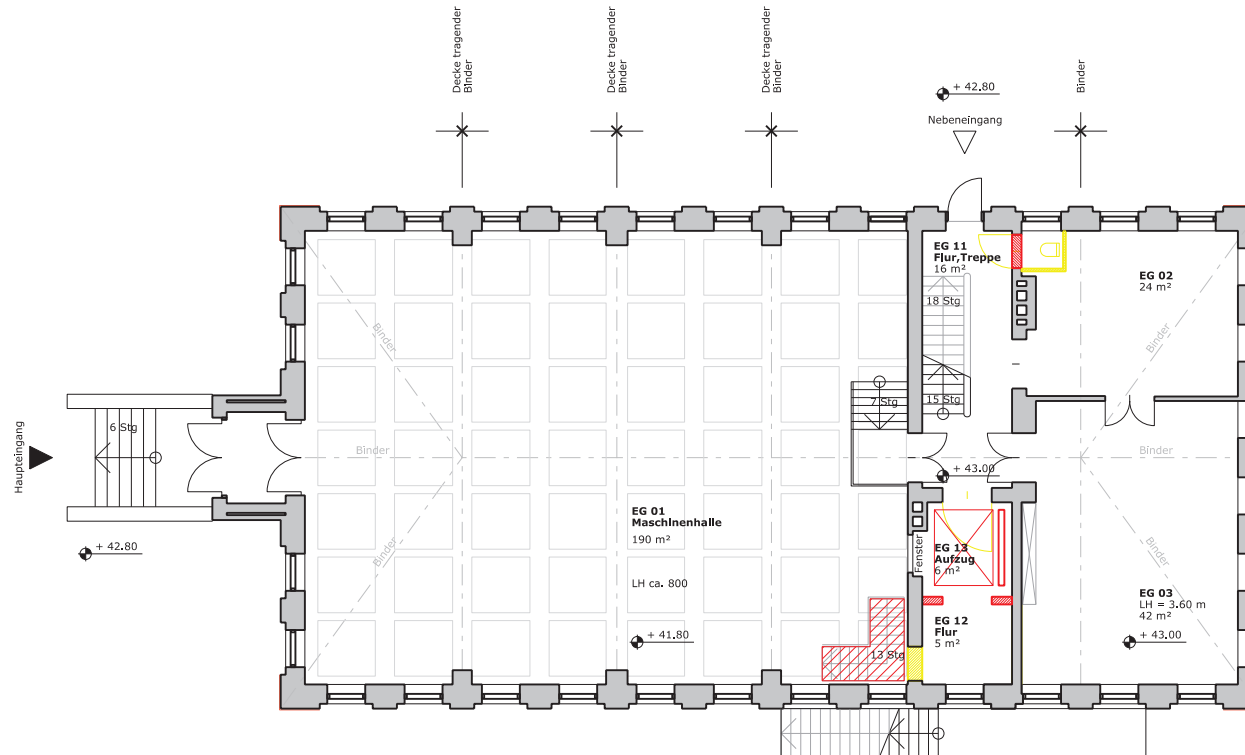 Decke tragender
Binder
Decke tragender
Binder
Decke tragender
Binder
Binder
+ 42.80
Nebeneingang
EG 11
Flur,Treppe
16 m²
18 Stg
15 Stg
EG 02
24 m²
Binder
Binder
7 Stg
6 Stg
Haupteingang
Binder
Binder
+ 43.00
+ 42.80
EG 01
Maschinenhalle
190 m²
LH ca. 800
+ 41.80
Binder
Fenster
EG 13
Aufzug
6 m²
EG 12
Flur
5 m²
13 Stg
EG 03
LH = 3.60 m
42 m²
+ 43.00